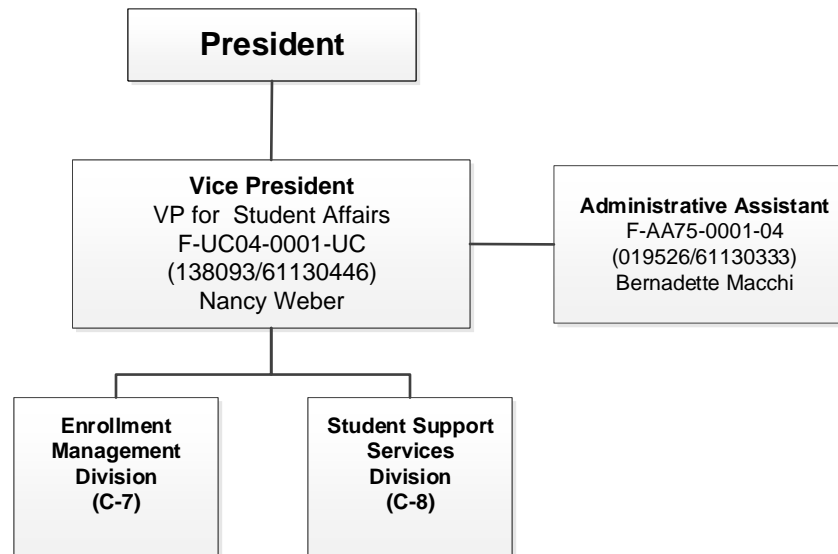 President
Vice President
VP for Student Affairs
F-UC04-0001-UC
(138093/61130446)
Nancy Weber
Administrative Assistant
F-AA75-0001-04
(019526/61130333)
Bernadette Macchi
Enrollment
Management
Division
(C-7)
Student Support
Services
Division
(C-8)